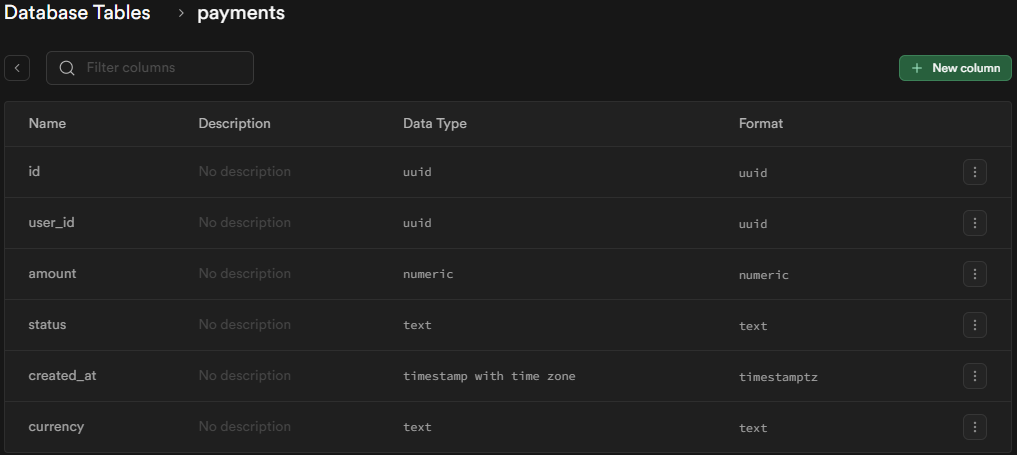 Database Tables > payments
< Filter columns + New column
Name Description Data Type Format
id No description uuid uuid
user_id No description uuid uuid
amount No description numeric numeric
status No description text text
created_at No description timestamp with time zone timestamptz
currency No description text text